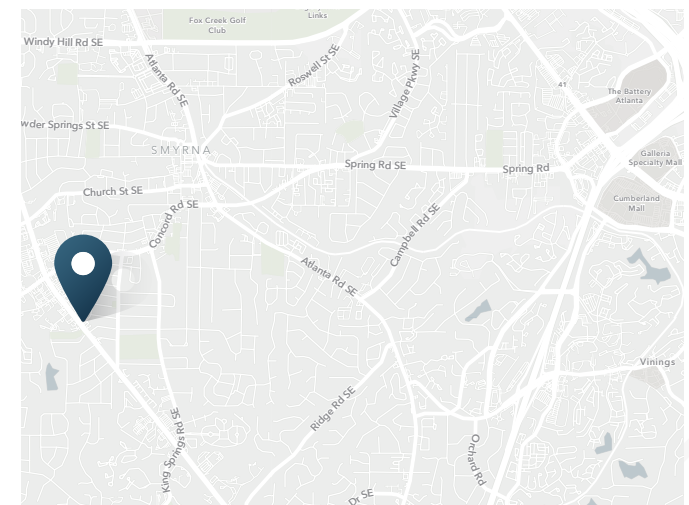 Fox Creek Golf
Club
Links
Windy Hill Rd SE
Atlanta Rd SE
Roswell St SE
Village Pkwy SE
41
The Battery
Atlanta
wder Springs St SE
SMYRNA
Spring Rd SE
Spring Rd
Galleria
Specialty Mall
Church St SE
Cumberland
Mall
Concord Rd SE
Campbell Rd SE
Atlanta Rd SE
Vinings
Ridge Rd SE
King Springs Rd SE
Orchard Rd
Dr SE